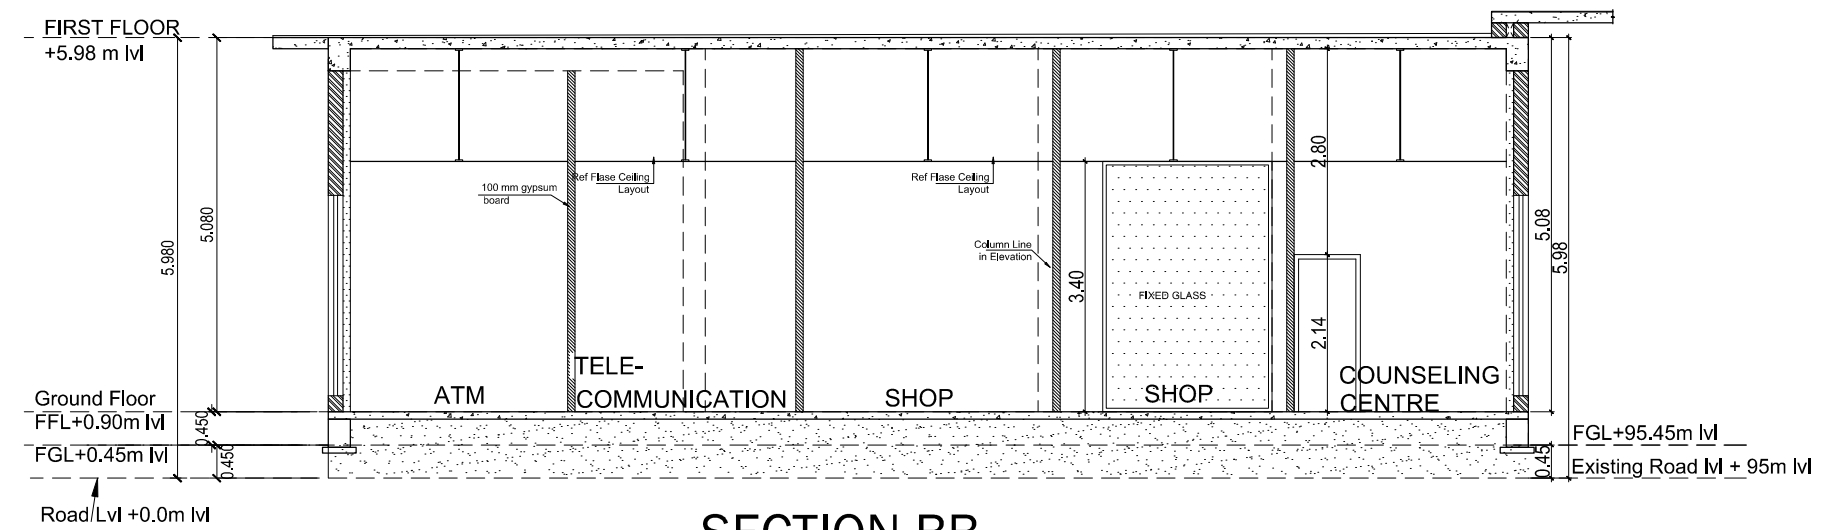 FIRST FLOOR
+5.98 m lvl
2.80
Ref Flase Ceiling
Layout
Ref Flase Ceiling
Layout
100 mm gypsum
board
5.080
5.980
5.08
5.98
Column Line
in Elevation
3.40
FIXED GLASS
2.14
TELE-
COMMUNICATION
ATM
SHOP
SHOP
COUNSELING
CENTRE
Ground Floor
FFL+0.90m lvl
0.450
FGL+0.45m lvl
0.450
FGL+95.45m lvl
0.45
Existing Road lvl + 95m lvl
Road Lvl +0.0m lvl
SECTION BB